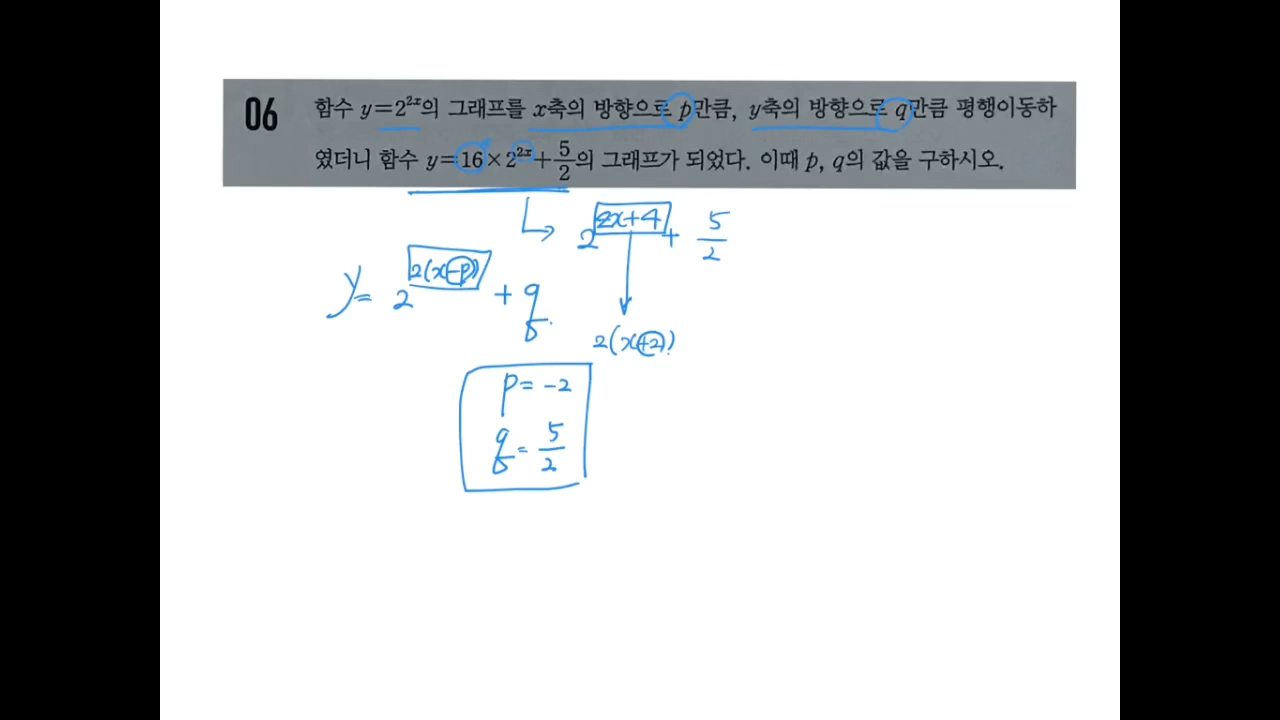 06
함수 y=2^{2x}의 그래프를 x축의 방향으로 p만큼, y축의 방향으로 q만큼 평행이동하
였더니 함수 y=16×2^{2x}+5/2의 그래프가 되었다. 이때 p, q의 값을 구하시오.
↳ 2^{2x+4} + 5/2
y= 2^{2(x-p)} + q
2(x+2)
p= -2
q= 5/2